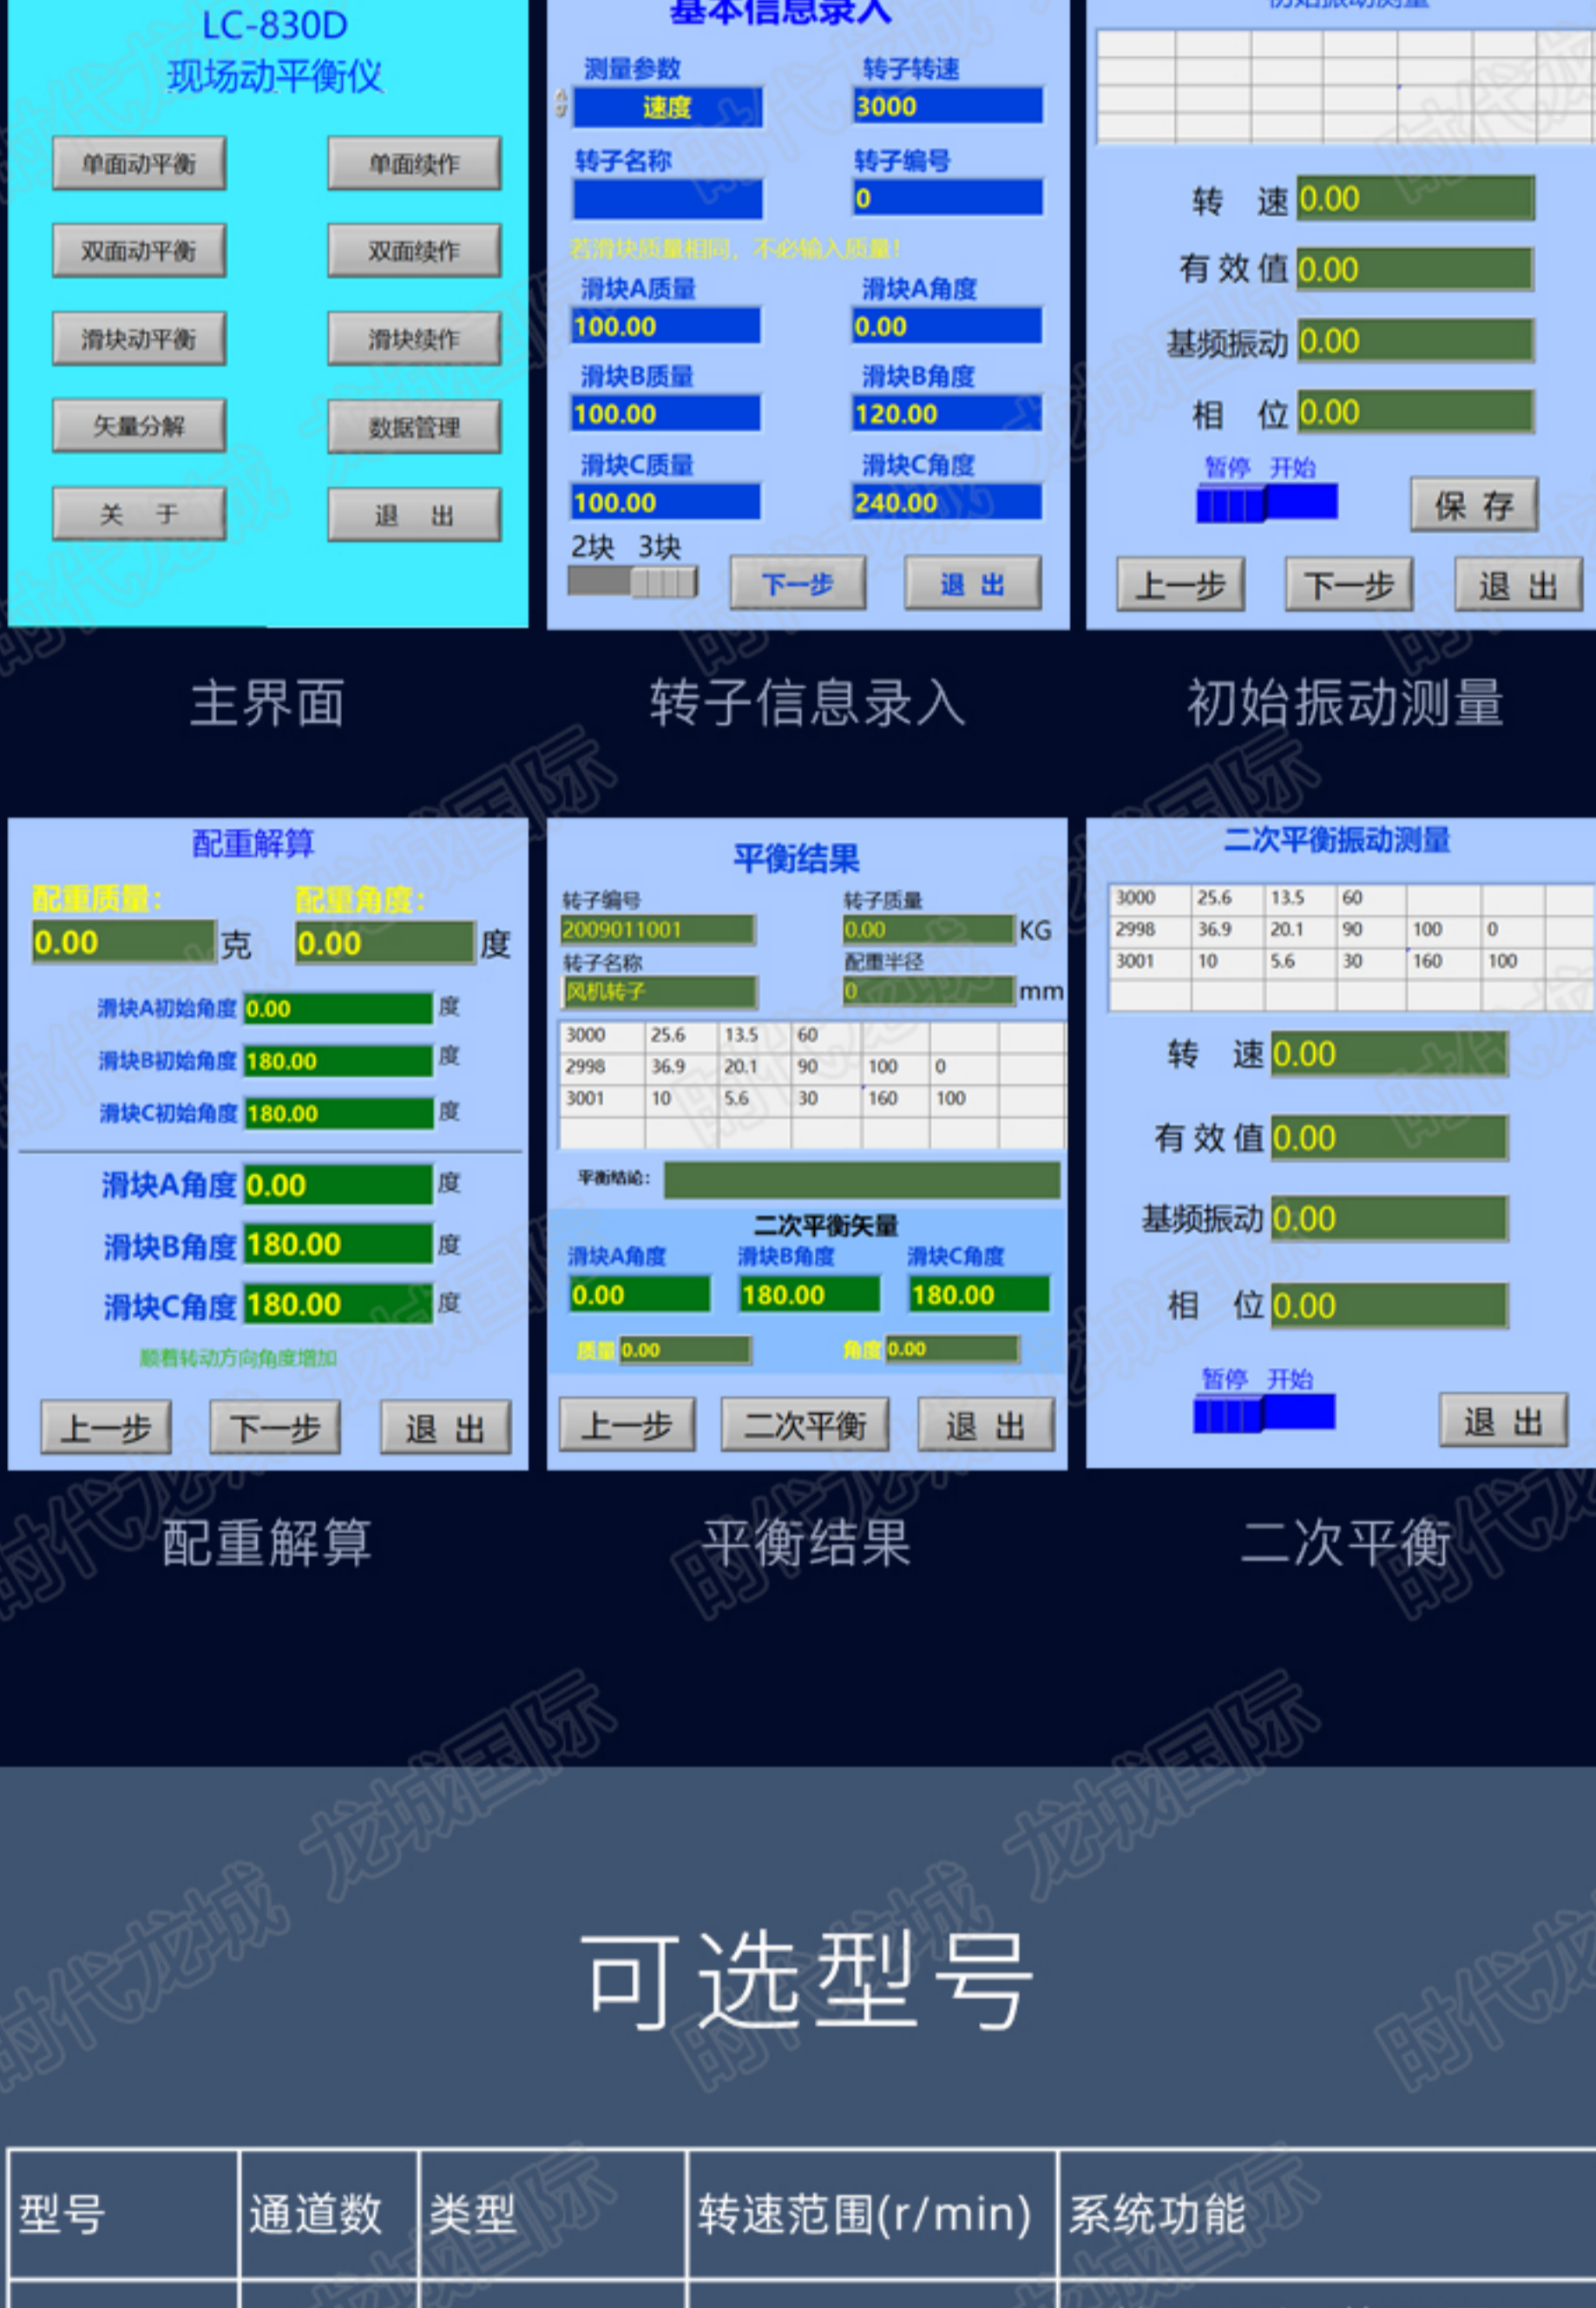 LC-830D
现场动平衡仪
单面动平衡 单面续作
双面动平衡 双面续作
滑块动平衡 滑块续作
矢量分解 数据管理
关 于 退 出
基本信息录入
测量参数 转子转速
速度 3000
转子名称 转子编号
0
若滑块质量相同，不必输入质量！
滑块A质量 滑块A角度
100.00 0.00
滑块B质量 滑块B角度
100.00 120.00
滑块C质量 滑块C角度
100.00 240.00
2块 3块
下一步 退 出
初始振动测量
转 速 0.00
有效值 0.00
基频振动 0.00
相 位 0.00
暂停 开始
保 存
上一步 下一步 退 出
主界面 转子信息录入 初始振动测量
配重解算
配重质量： 配重角度：
0.00 克 0.00 度
滑块A初始角度 0.00 度
滑块B初始角度 180.00 度
滑块C初始角度 180.00 度
滑块A角度 0.00 度
滑块B角度 180.00 度
滑块C角度 180.00 度
顺着转动方向角度增加
上一步 下一步 退 出
平衡结果
转子编号 转子质量
2009011001 0.00 KG
转子名称 配重半径
风机转子 0 mm
3000 25.6 13.5 60
2998 36.9 20.1 90 100 0
3001 10 5.6 30 160 100
平衡结论：
二次平衡矢量
滑块A角度 滑块B角度 滑块C角度
0.00 180.00 180.00
质量 0.00 角度 0.00
上一步 二次平衡 退 出
二次平衡振动测量
3000 25.6 13.5 60
2998 36.9 20.1 90 100 0
3001 10 5.6 30 160 100
转 速 0.00
有效值 0.00
基频振动 0.00
相 位 0.00
暂停 开始
退 出
配重解算 平衡结果 二次平衡
时代龙城 龙城国际
可选型号
型号 通道数 类型 转速范围(r/min) 系统功能